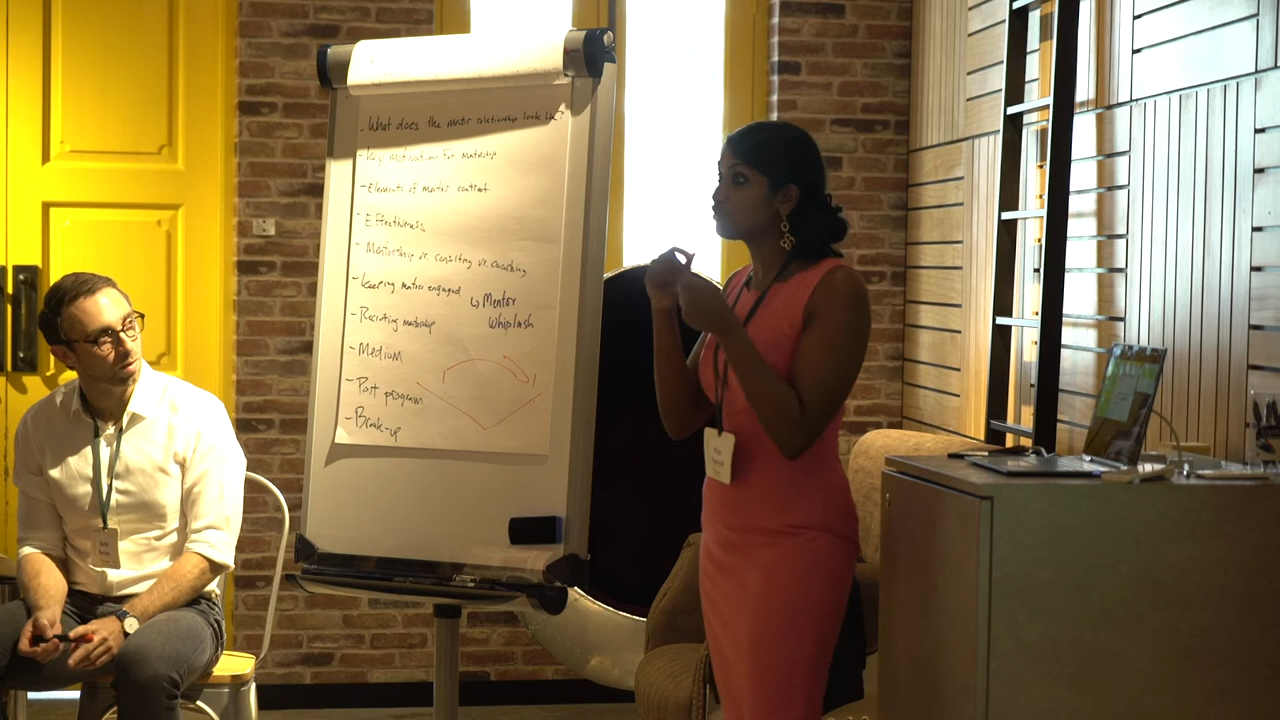 - What does the mentor relationship look like?
- Key motivations for mentorship
- Elements of mentor contract
- Effectiveness
- Mentorship vs. consulting vs. coaching
- Keeping mentors engaged
↳ Mentor
Whiplash
- Recruiting mentorship
- Medium
- Post program
- Break-up